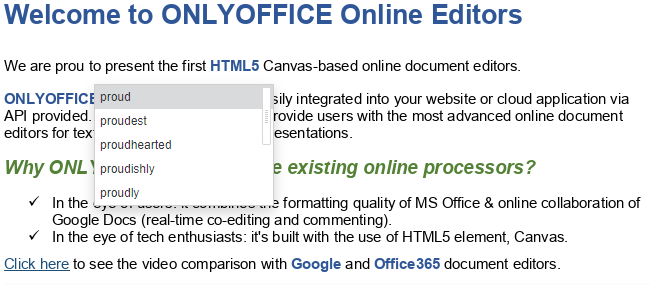 Welcome to ONLYOFFICE Online Editors
We are prou to present the first HTML5 Canvas-based online document editors.
ONLYOFFICE sily integrated into your website or cloud application via
API provided. rovide users with the most advanced online document
editors for tex esentations.
proud
proudest
proudhearted
proudishly
proudly
Why ONLY e existing online processors?
✓ In the eye of users: it combines the formatting quality of MS Office & online collaboration of
Google Docs (real-time co-editing and commenting).
✓ In the eye of tech enthusiasts: it's built with the use of HTML5 element, Canvas.
Click here to see the video comparison with Google and Office365 document editors.